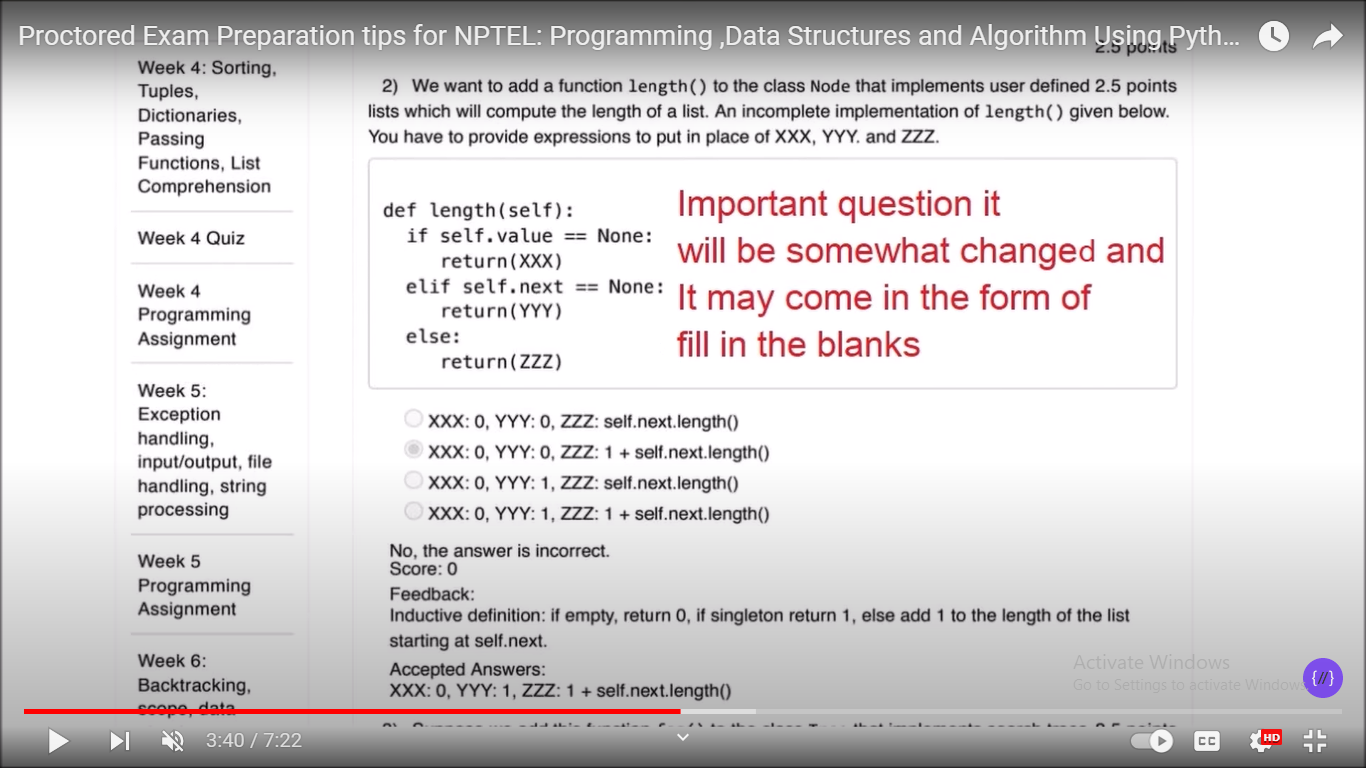 Proctored Exam Preparation tips for NPTEL: Programming ,Data Structures and Algorithm Using Pyth...
2.5 points
Week 4: Sorting,
Tuples,
Dictionaries,
Passing
Functions, List
Comprehension
Week 4 Quiz
Week 4
Programming
Assignment
Week 5:
Exception
handling,
input/output, file
handling, string
processing
Week 5
Programming
Assignment
Week 6:
Backtracking,
scope, data
2) We want to add a function length() to the class Node that implements user defined 2.5 points
lists which will compute the length of a list. An incomplete implementation of length() given below.
You have to provide expressions to put in place of XXX, YYY. and ZZZ.
def length(self):
if self.value == None:
return(XXX)
elif self.next == None:
return(YYY)
else:
return(ZZZ)
Important question it
will be somewhat changed and
It may come in the form of
fill in the blanks
XXX: 0, YYY: 0, ZZZ: self.next.length()
XXX: 0, YYY: 0, ZZZ: 1 + self.next.length()
XXX: 0, YYY: 1, ZZZ: self.next.length()
XXX: 0, YYY: 1, ZZZ: 1 + self.next.length()
No, the answer is incorrect.
Score: 0
Feedback:
Inductive definition: if empty, return 0, if singleton return 1, else add 1 to the length of the list
starting at self.next.
Accepted Answers:
XXX: 0, YYY: 1, ZZZ: 1 + self.next.length()
Activate Windows
Go to Settings to activate Windows
{//}
3:40 / 7:22
CC
HD